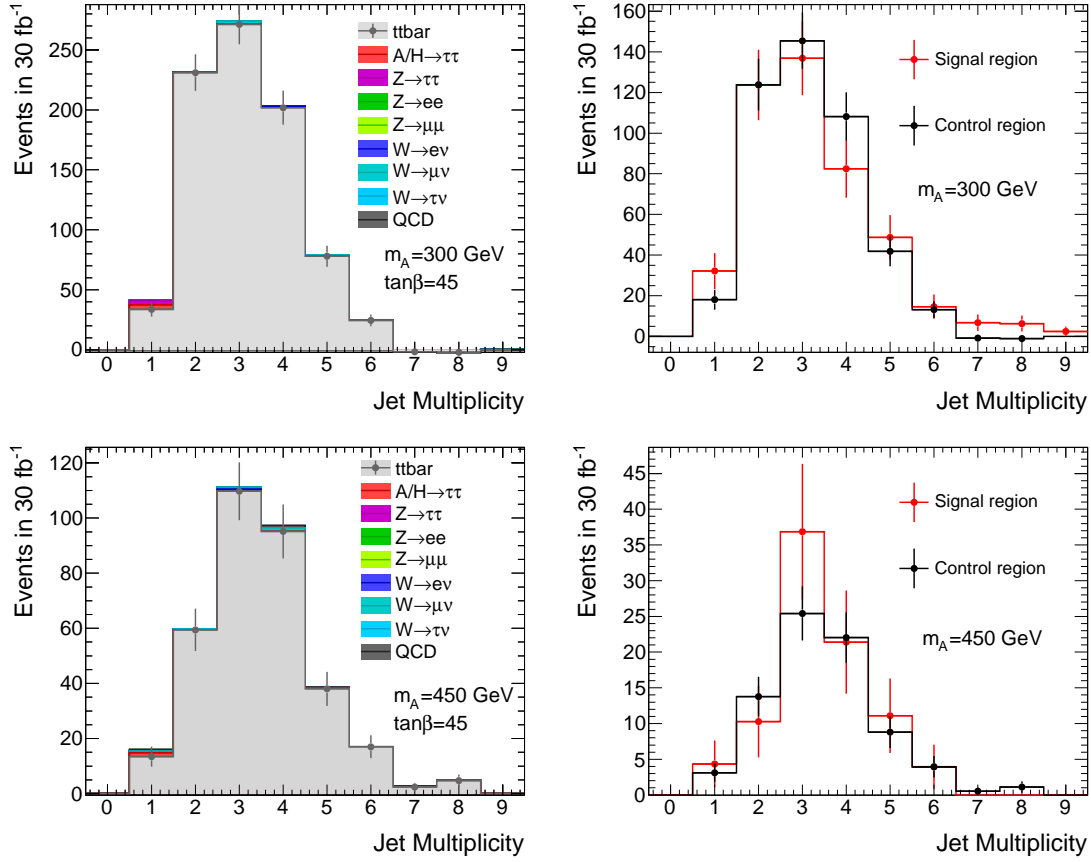 Events in 30 fb⁻¹
250
200
150
100
50
0
0 1 2 3 4 5 6 7 8 9
Jet Multiplicity
ttbar
A/H→ττ
Z→ττ
Z→ee
Z→μμ
W→eν
W→μν
W→τν
QCD
m_A=300 GeV
tanβ=45
Events in 30 fb⁻¹
160
140
120
100
80
60
40
20
0
0 1 2 3 4 5 6 7 8 9
Jet Multiplicity
Signal region
Control region
m_A=300 GeV
Events in 30 fb⁻¹
120
100
80
60
40
20
0
0 1 2 3 4 5 6 7 8 9
Jet Multiplicity
ttbar
A/H→ττ
Z→ττ
Z→ee
Z→μμ
W→eν
W→μν
W→τν
QCD
m_A=450 GeV
tanβ=45
Events in 30 fb⁻¹
45
40
35
30
25
20
15
10
5
0
0 1 2 3 4 5 6 7 8 9
Jet Multiplicity
Signal region
Control region
m_A=450 GeV